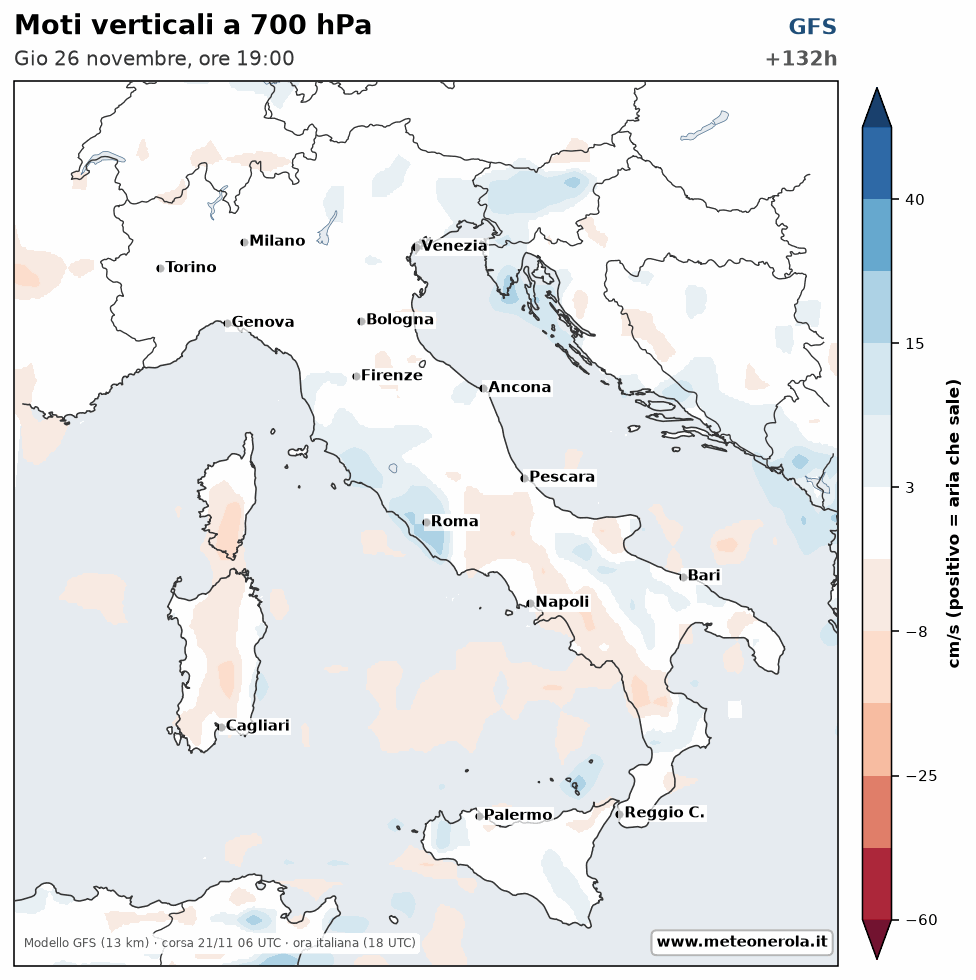 Moti verticali a 700 hPa
GFS
Gio 26 novembre, ore 19:00
+132h
Milano
Venezia
Torino
Genova
Bologna
Firenze
Ancona
Pescara
Roma
Bari
Napoli
Cagliari
Palermo
Reggio C.
40
15
3
−8
−25
−60
cm/s (positivo = aria che sale)
Modello GFS (13 km) · corsa 21/11 06 UTC · ora italiana (18 UTC)
www.meteonerola.it